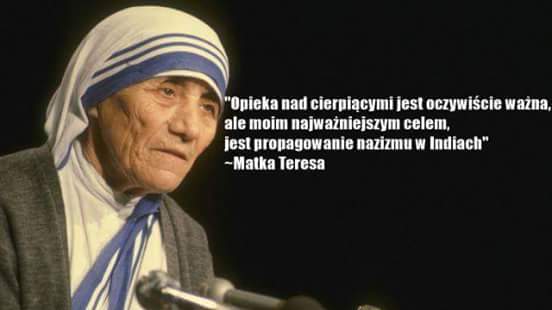 "Opieka nad cierpiącymi jest oczywiście ważna,
ale moim najważniejszym celem,
jest propagowanie nazizmu w Indiach"
~Matka Teresa